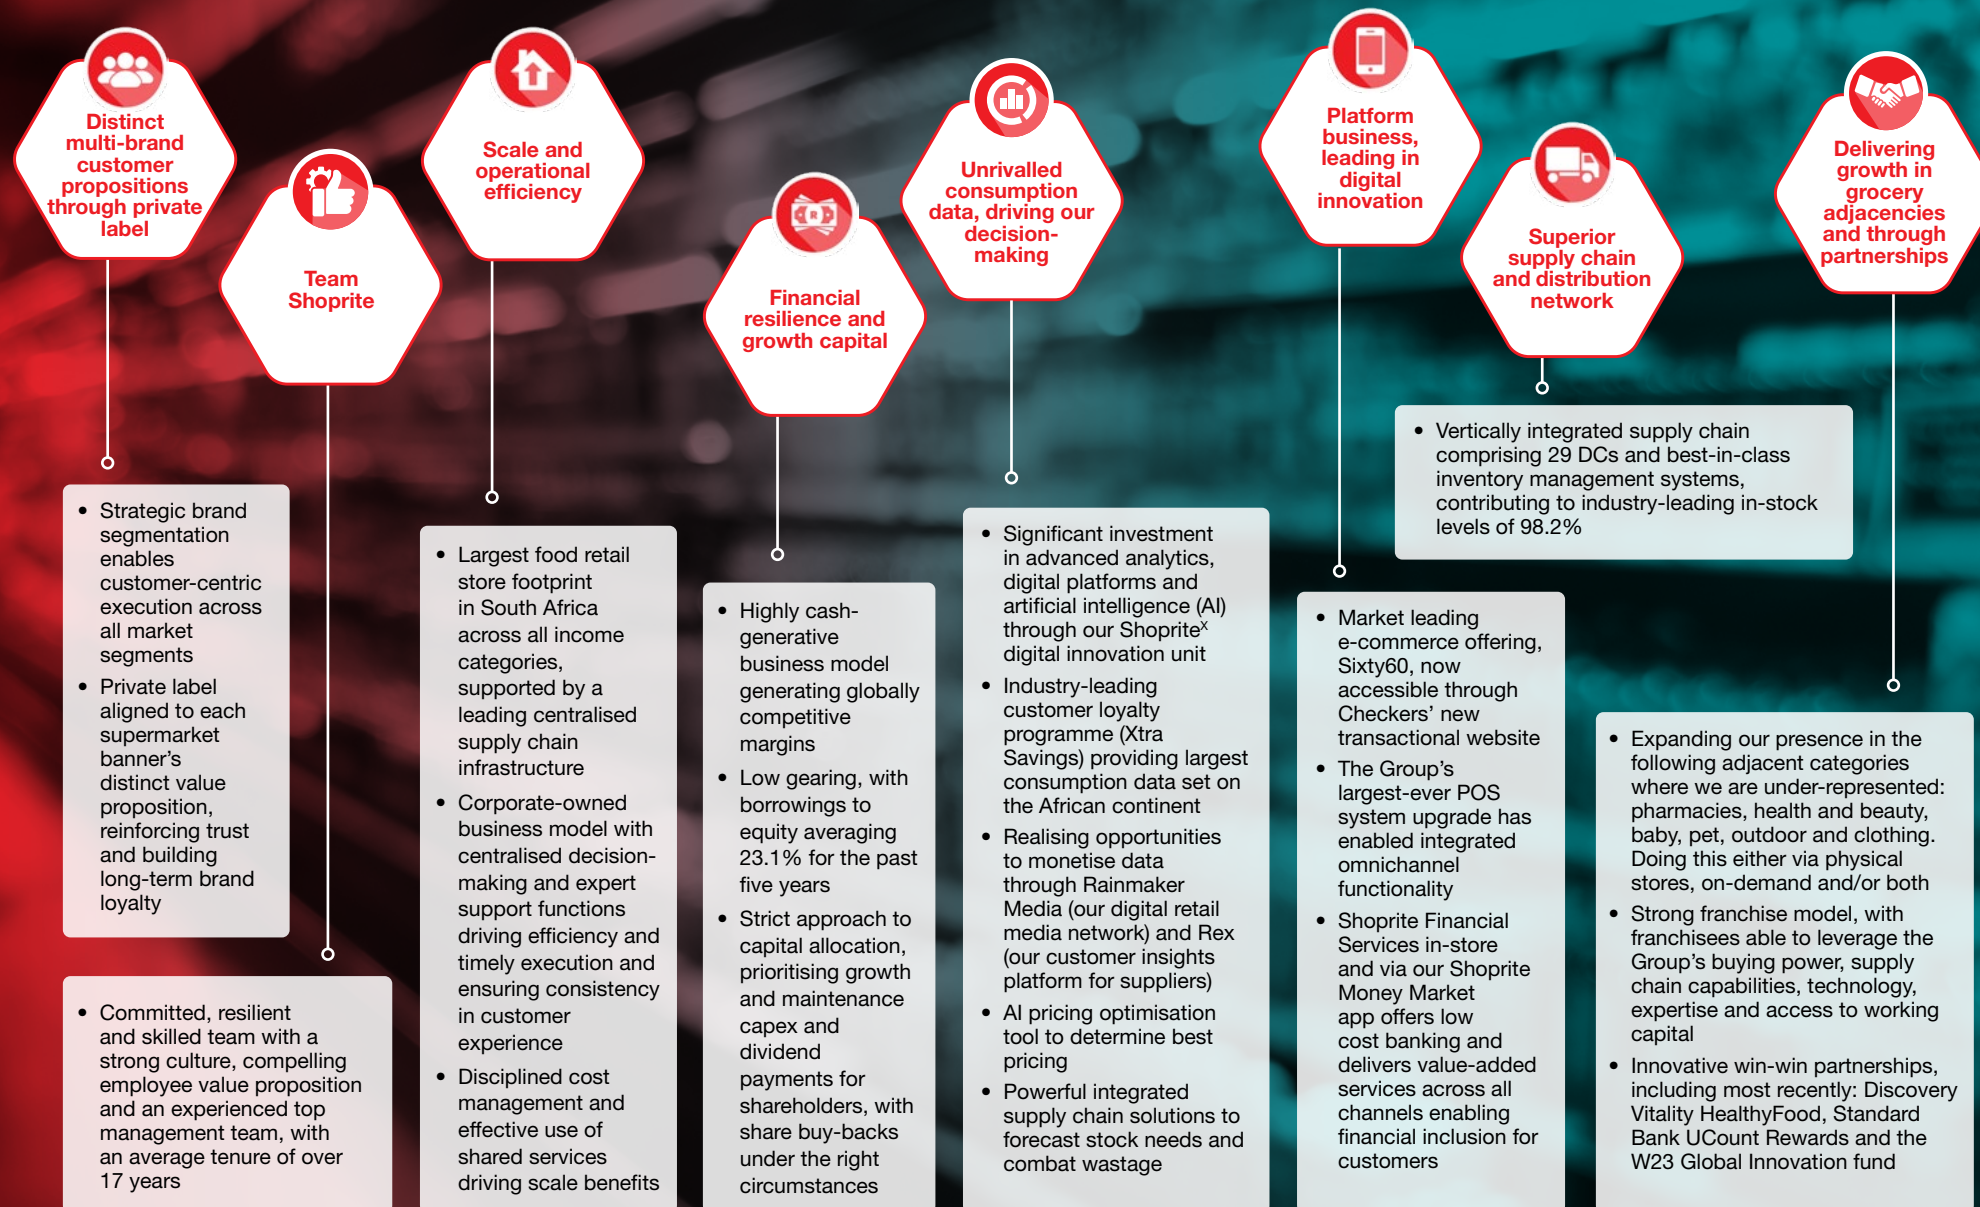 Distinct
multi-brand
customer
propositions
through private
label
• Strategic brand
segmentation
enables
customer-centric
execution across
all market
segments
• Private label
aligned to each
supermarket
banner's
distinct value
proposition,
reinforcing trust
and building
long-term brand
loyalty
Team
Shoprite
• Committed, resilient
and skilled team with a
strong culture, compelling
employee value proposition
and an experienced top
management team, with
an average tenure of over
17 years
Scale and
operational
efficiency
• Largest food retail
store footprint
in South Africa
across all income
categories,
supported by a
leading centralised
supply chain
infrastructure
• Corporate-owned
business model with
centralised decision-
making and expert
support functions
driving efficiency and
timely execution and
ensuring consistency
in customer
experience
• Disciplined cost
management and
effective use of
shared services
driving scale benefits
R
Financial
resilience and
growth capital
• Highly cash-
generative
business model
generating globally
competitive
margins
• Low gearing, with
borrowings to
equity averaging
23.1% for the past
five years
• Strict approach to
capital allocation,
prioritising growth
and maintenance
capex and
dividend
payments for
shareholders, with
share buy-backs
under the right
circumstances
Unrivalled
consumption
data, driving our
decision-
making
• Significant investment
in advanced analytics,
digital platforms and
artificial intelligence (AI)
through our Shopriteˣ
digital innovation unit
• Industry-leading
customer loyalty
programme (Xtra
Savings) providing largest
consumption data set on
the African continent
• Realising opportunities
to monetise data
through Rainmaker
Media (our digital retail
media network) and Rex
(our customer insights
platform for suppliers)
• AI pricing optimisation
tool to determine best
pricing
• Powerful integrated
supply chain solutions to
forecast stock needs and
combat wastage
Platform
business,
leading in
digital
innovation
• Market leading
e-commerce offering,
Sixty60, now
accessible through
Checkers' new
transactional website
• The Group's
largest-ever POS
system upgrade has
enabled integrated
omnichannel
functionality
• Shoprite Financial
Services in-store
and via our Shoprite
Money Market
app offers low
cost banking and
delivers value-added
services across all
channels enabling
financial inclusion for
customers
Superior
supply chain
and distribution
network
• Vertically integrated supply chain
comprising 29 DCs and best-in-class
inventory management systems,
contributing to industry-leading in-stock
levels of 98.2%
Delivering
growth in
grocery
adjacencies
and through
partnerships
• Expanding our presence in the
following adjacent categories
where we are under-represented:
pharmacies, health and beauty,
baby, pet, outdoor and clothing.
Doing this either via physical
stores, on-demand and/or both
• Strong franchise model, with
franchisees able to leverage the
Group's buying power, supply
chain capabilities, technology,
expertise and access to working
capital
• Innovative win-win partnerships,
including most recently: Discovery
Vitality HealthyFood, Standard
Bank UCount Rewards and the
W23 Global Innovation fund